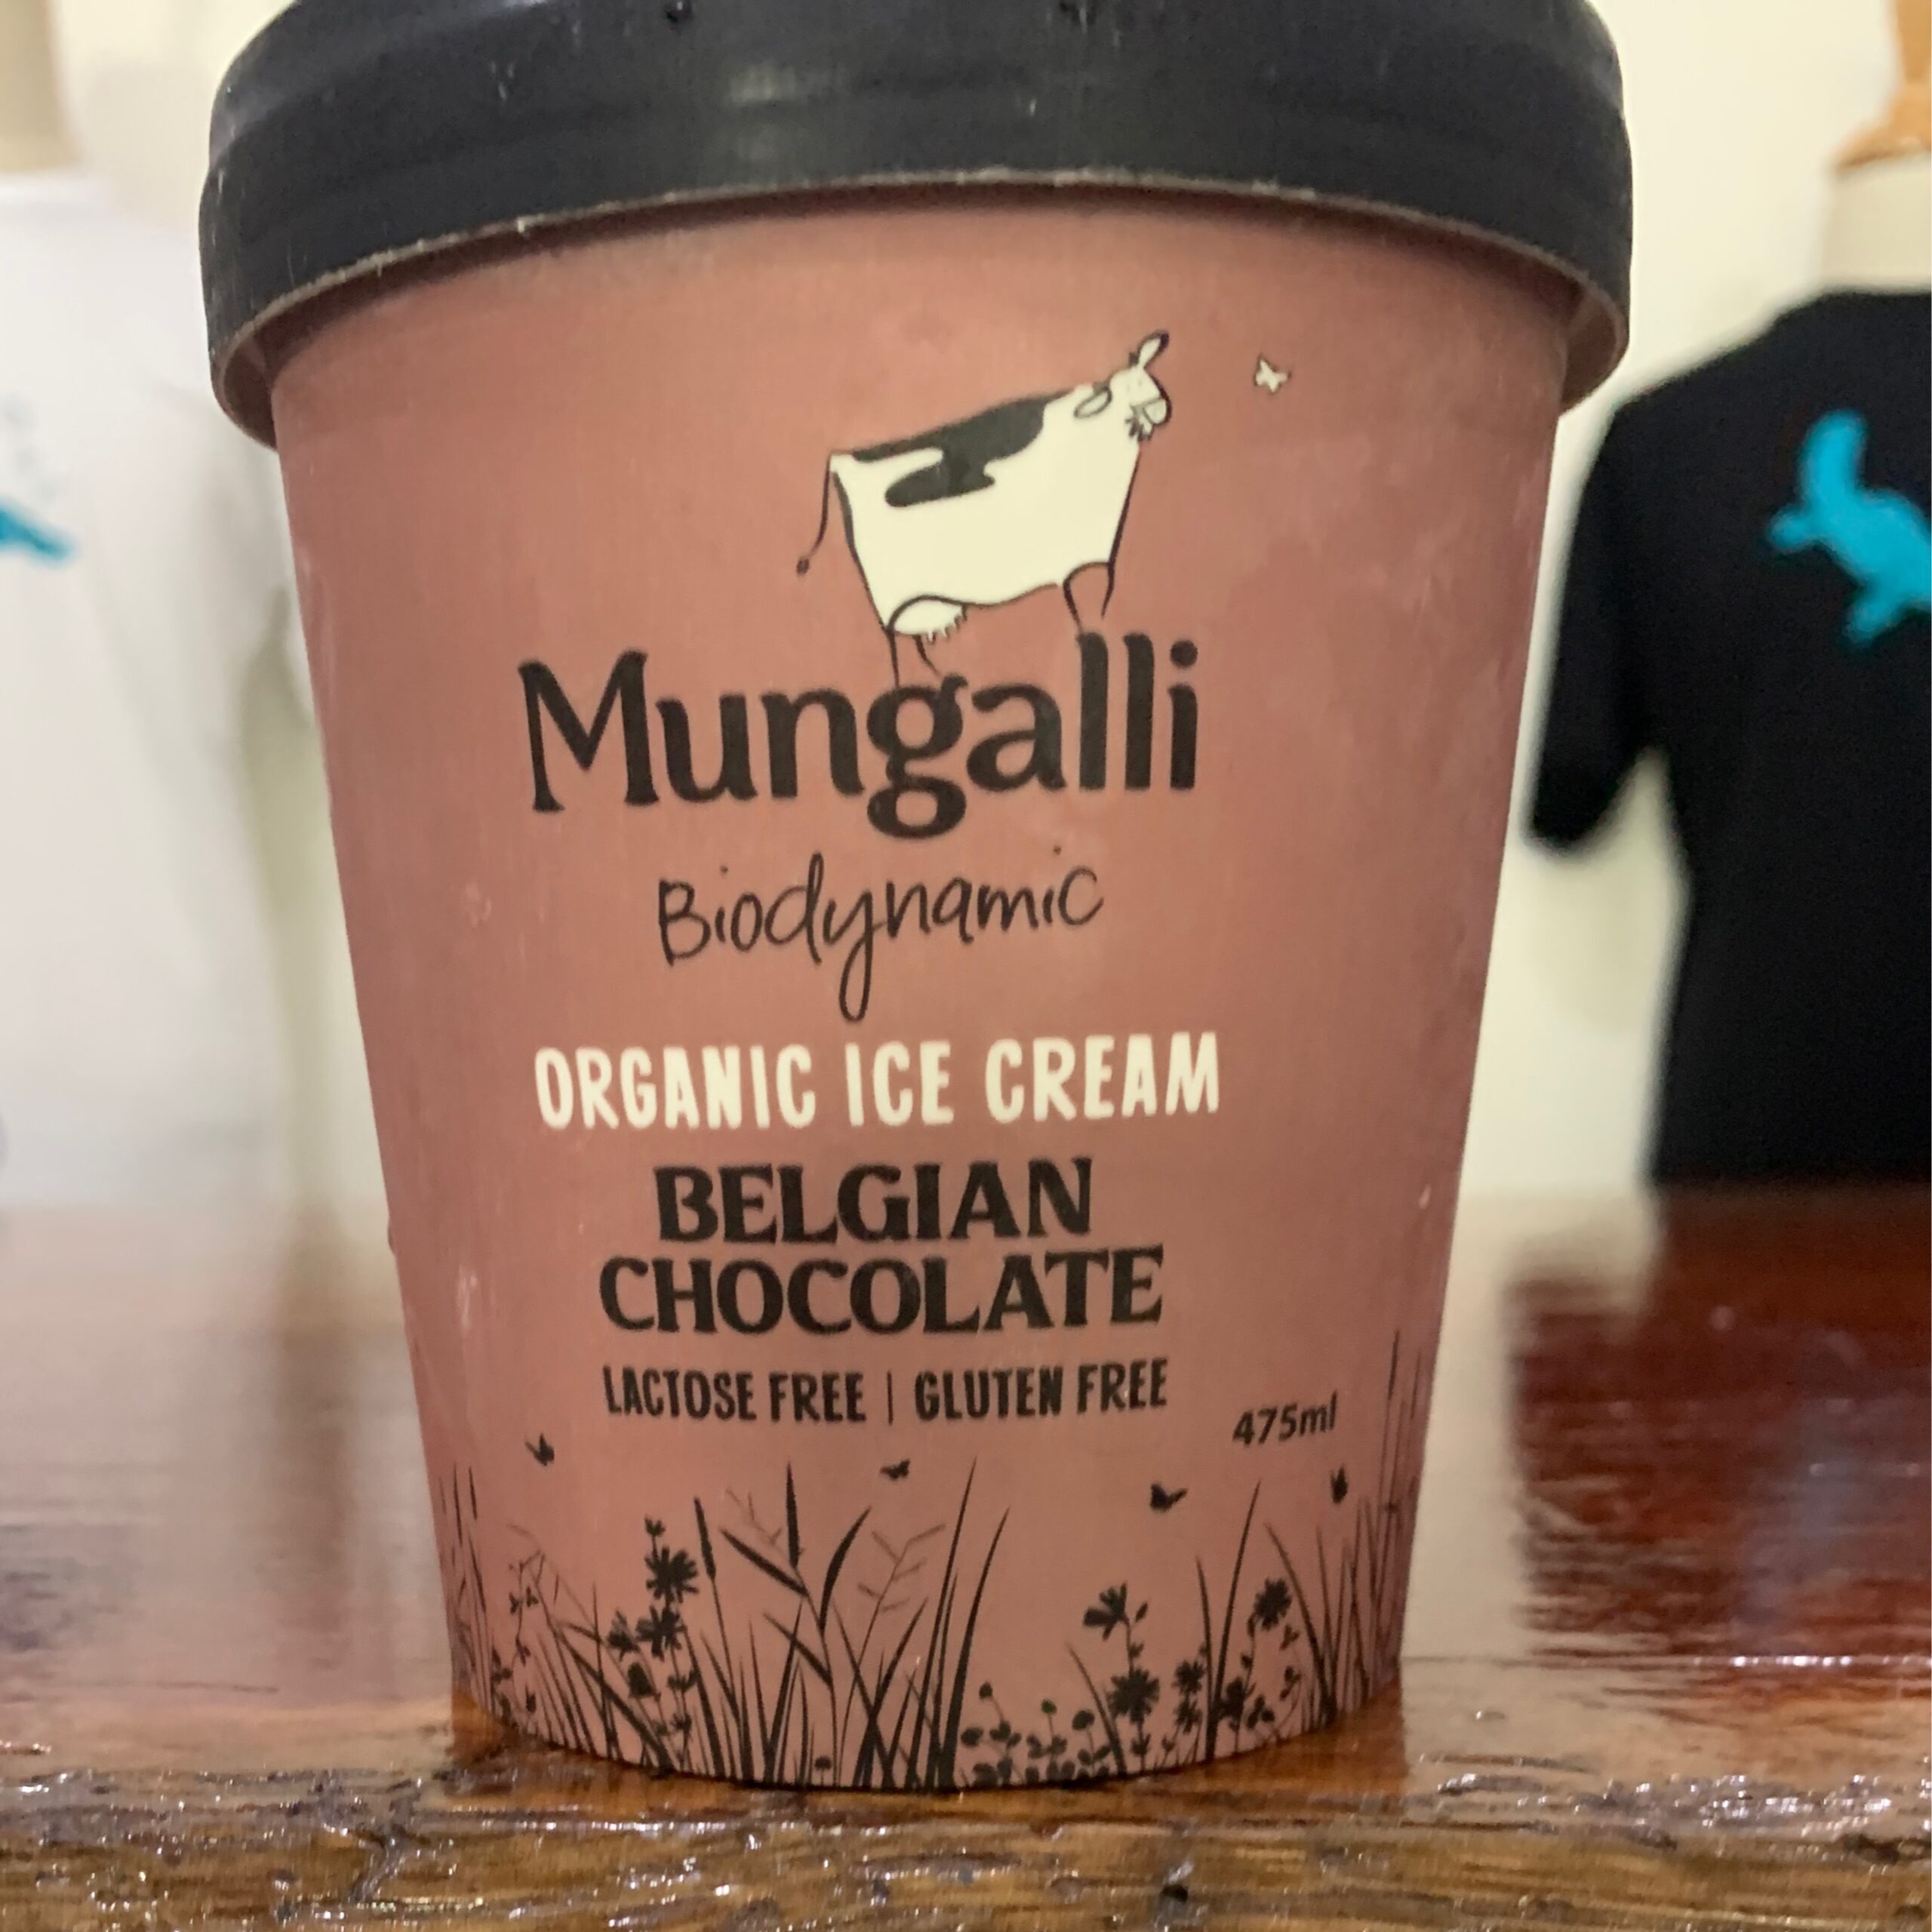 Mungalli
Biodynamic
ORGANIC ICE CREAM
BELGIAN
CHOCOLATE
LACTOSE FREE | GLUTEN FREE
475ml